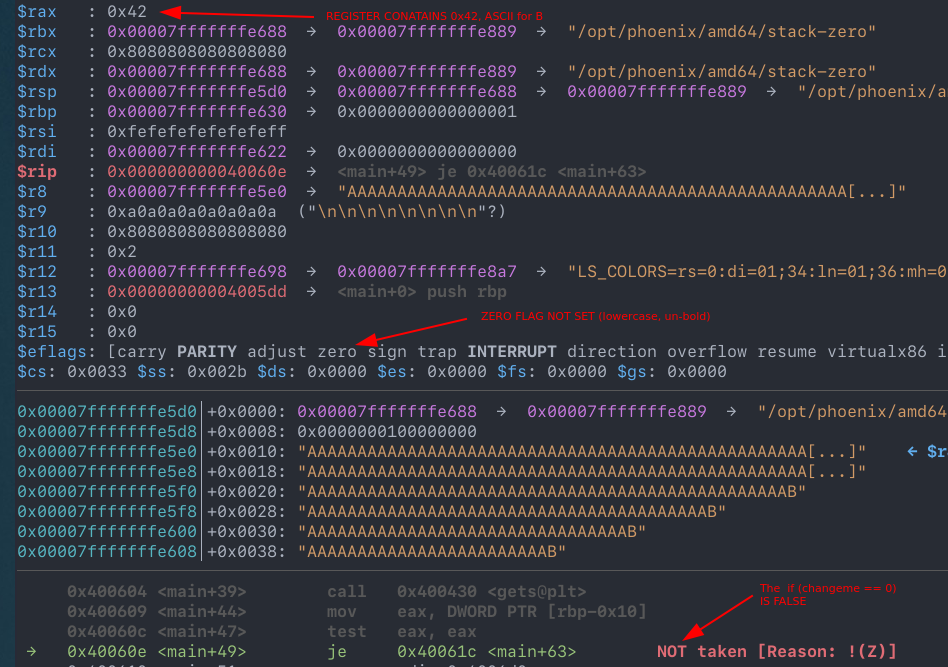 $rax   : 0x42
REGISTER CONATAINS 0x42, ASCII for B
$rbx   : 0x00007fffffffe688  →  0x00007fffffffe889  →  "/opt/phoenix/amd64/stack-zero"
$rcx   : 0x8080808080808080
$rdx   : 0x00007fffffffe688  →  0x00007fffffffe889  →  "/opt/phoenix/amd64/stack-zero"
$rsp   : 0x00007fffffffe5d0  →  0x00007fffffffe688  →  0x00007fffffffe889  →  "/opt/phoenix/a
$rbp   : 0x00007fffffffe630  →  0x0000000000000001
$rsi   : 0xfefefefefefefeff
$rdi   : 0x00007fffffffe622  →  0x0000000000000000
$rip   : 0x000000000040060e  →  <main+49> je 0x40061c <main+63>
$r8    : 0x00007fffffffe5e0  →  "AAAAAAAAAAAAAAAAAAAAAAAAAAAAAAAAAAAAAAAAAAAAAAAAAA[...]"
$r9    : 0xa0a0a0a0a0a0a0a  ("\n\n\n\n\n\n\n\n"?)
$r10   : 0x8080808080808080
$r11   : 0x2
$r12   : 0x00007fffffffe698  →  0x00007fffffffe8a7  →  "LS_COLORS=rs=0:di=01;34:ln=01;36:mh=0
$r13   : 0x00000000004005dd  →  <main+0> push rbp
$r14   : 0x0
ZERO FLAG NOT SET (lowercase, un-bold)
$r15   : 0x0
$eflags: [carry PARITY adjust zero sign trap INTERRUPT direction overflow resume virtualx86 i
$cs: 0x0033 $ss: 0x002b $ds: 0x0000 $es: 0x0000 $fs: 0x0000 $gs: 0x0000
0x00007fffffffe5d0│+0x0000: 0x00007fffffffe688  →  0x00007fffffffe889  →  "/opt/phoenix/amd64
0x00007fffffffe5d8│+0x0008: 0x0000000100000000
0x00007fffffffe5e0│+0x0010: "AAAAAAAAAAAAAAAAAAAAAAAAAAAAAAAAAAAAAAAAAAAAAAAAAA[...]"    ← $r
0x00007fffffffe5e8│+0x0018: "AAAAAAAAAAAAAAAAAAAAAAAAAAAAAAAAAAAAAAAAAAAAAAAAAA[...]"
0x00007fffffffe5f0│+0x0020: "AAAAAAAAAAAAAAAAAAAAAAAAAAAAAAAAAAAAAAAAAAAAAAAAB"
0x00007fffffffe5f8│+0x0028: "AAAAAAAAAAAAAAAAAAAAAAAAAAAAAAAAAAAAAAAAB"
0x00007fffffffe600│+0x0030: "AAAAAAAAAAAAAAAAAAAAAAAAAAAAAAAAB"
0x00007fffffffe608│+0x0038: "AAAAAAAAAAAAAAAAAAAAAAAAB"
0x400604 <main+39>        call   0x400430 <gets@plt>
The If (changeme == 0)
IS FALSE
0x400609 <main+44>        mov    eax, DWORD PTR [rbp-0x10]
0x40060c <main+47>        test   eax, eax
→   0x40060e <main+49>        je     0x40061c <main+63>        NOT taken [Reason: !(Z)]